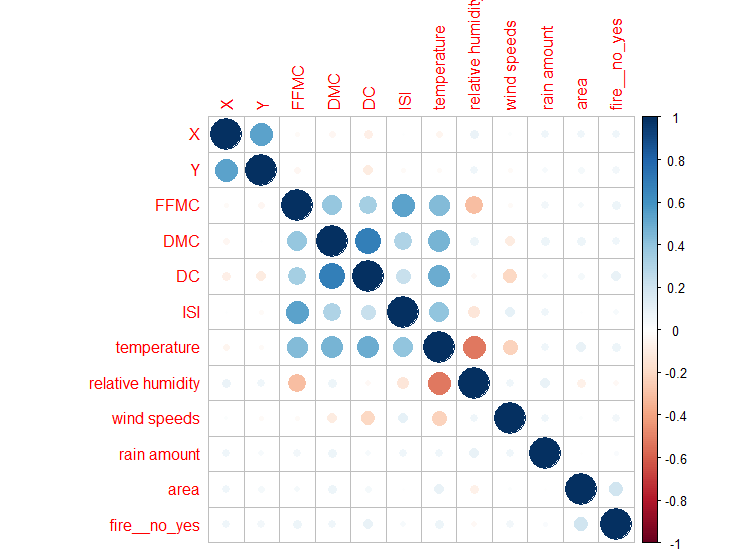 X
Y
FFMC
DMC
DC
ISI
temperature
relative humidity
wind speeds
rain amount
area
fire__no_yes
X
Y
FFMC
DMC
DC
ISI
temperature
relative humidity
wind speeds
rain amount
area
fire__no_yes
1
0.8
0.6
0.4
0.2
0
-0.2
-0.4
-0.6
-0.8
-1